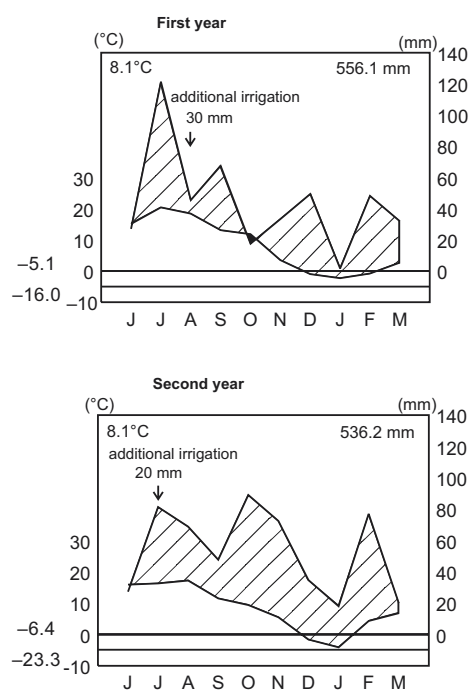 First year
(°C)
(mm)
8.1°C
556.1 mm
additional irrigation
30 mm
140
120
100
80
60
40
20
0
30
20
10
0
–10
–5.1
–16.0
J J A S O N D J F M
Second year
(°C)
(mm)
8.1°C
536.2 mm
additional irrigation
20 mm
140
120
100
80
60
40
20
0
30
20
10
0
-10
–6.4
–23.3
J J A S O N D J F M